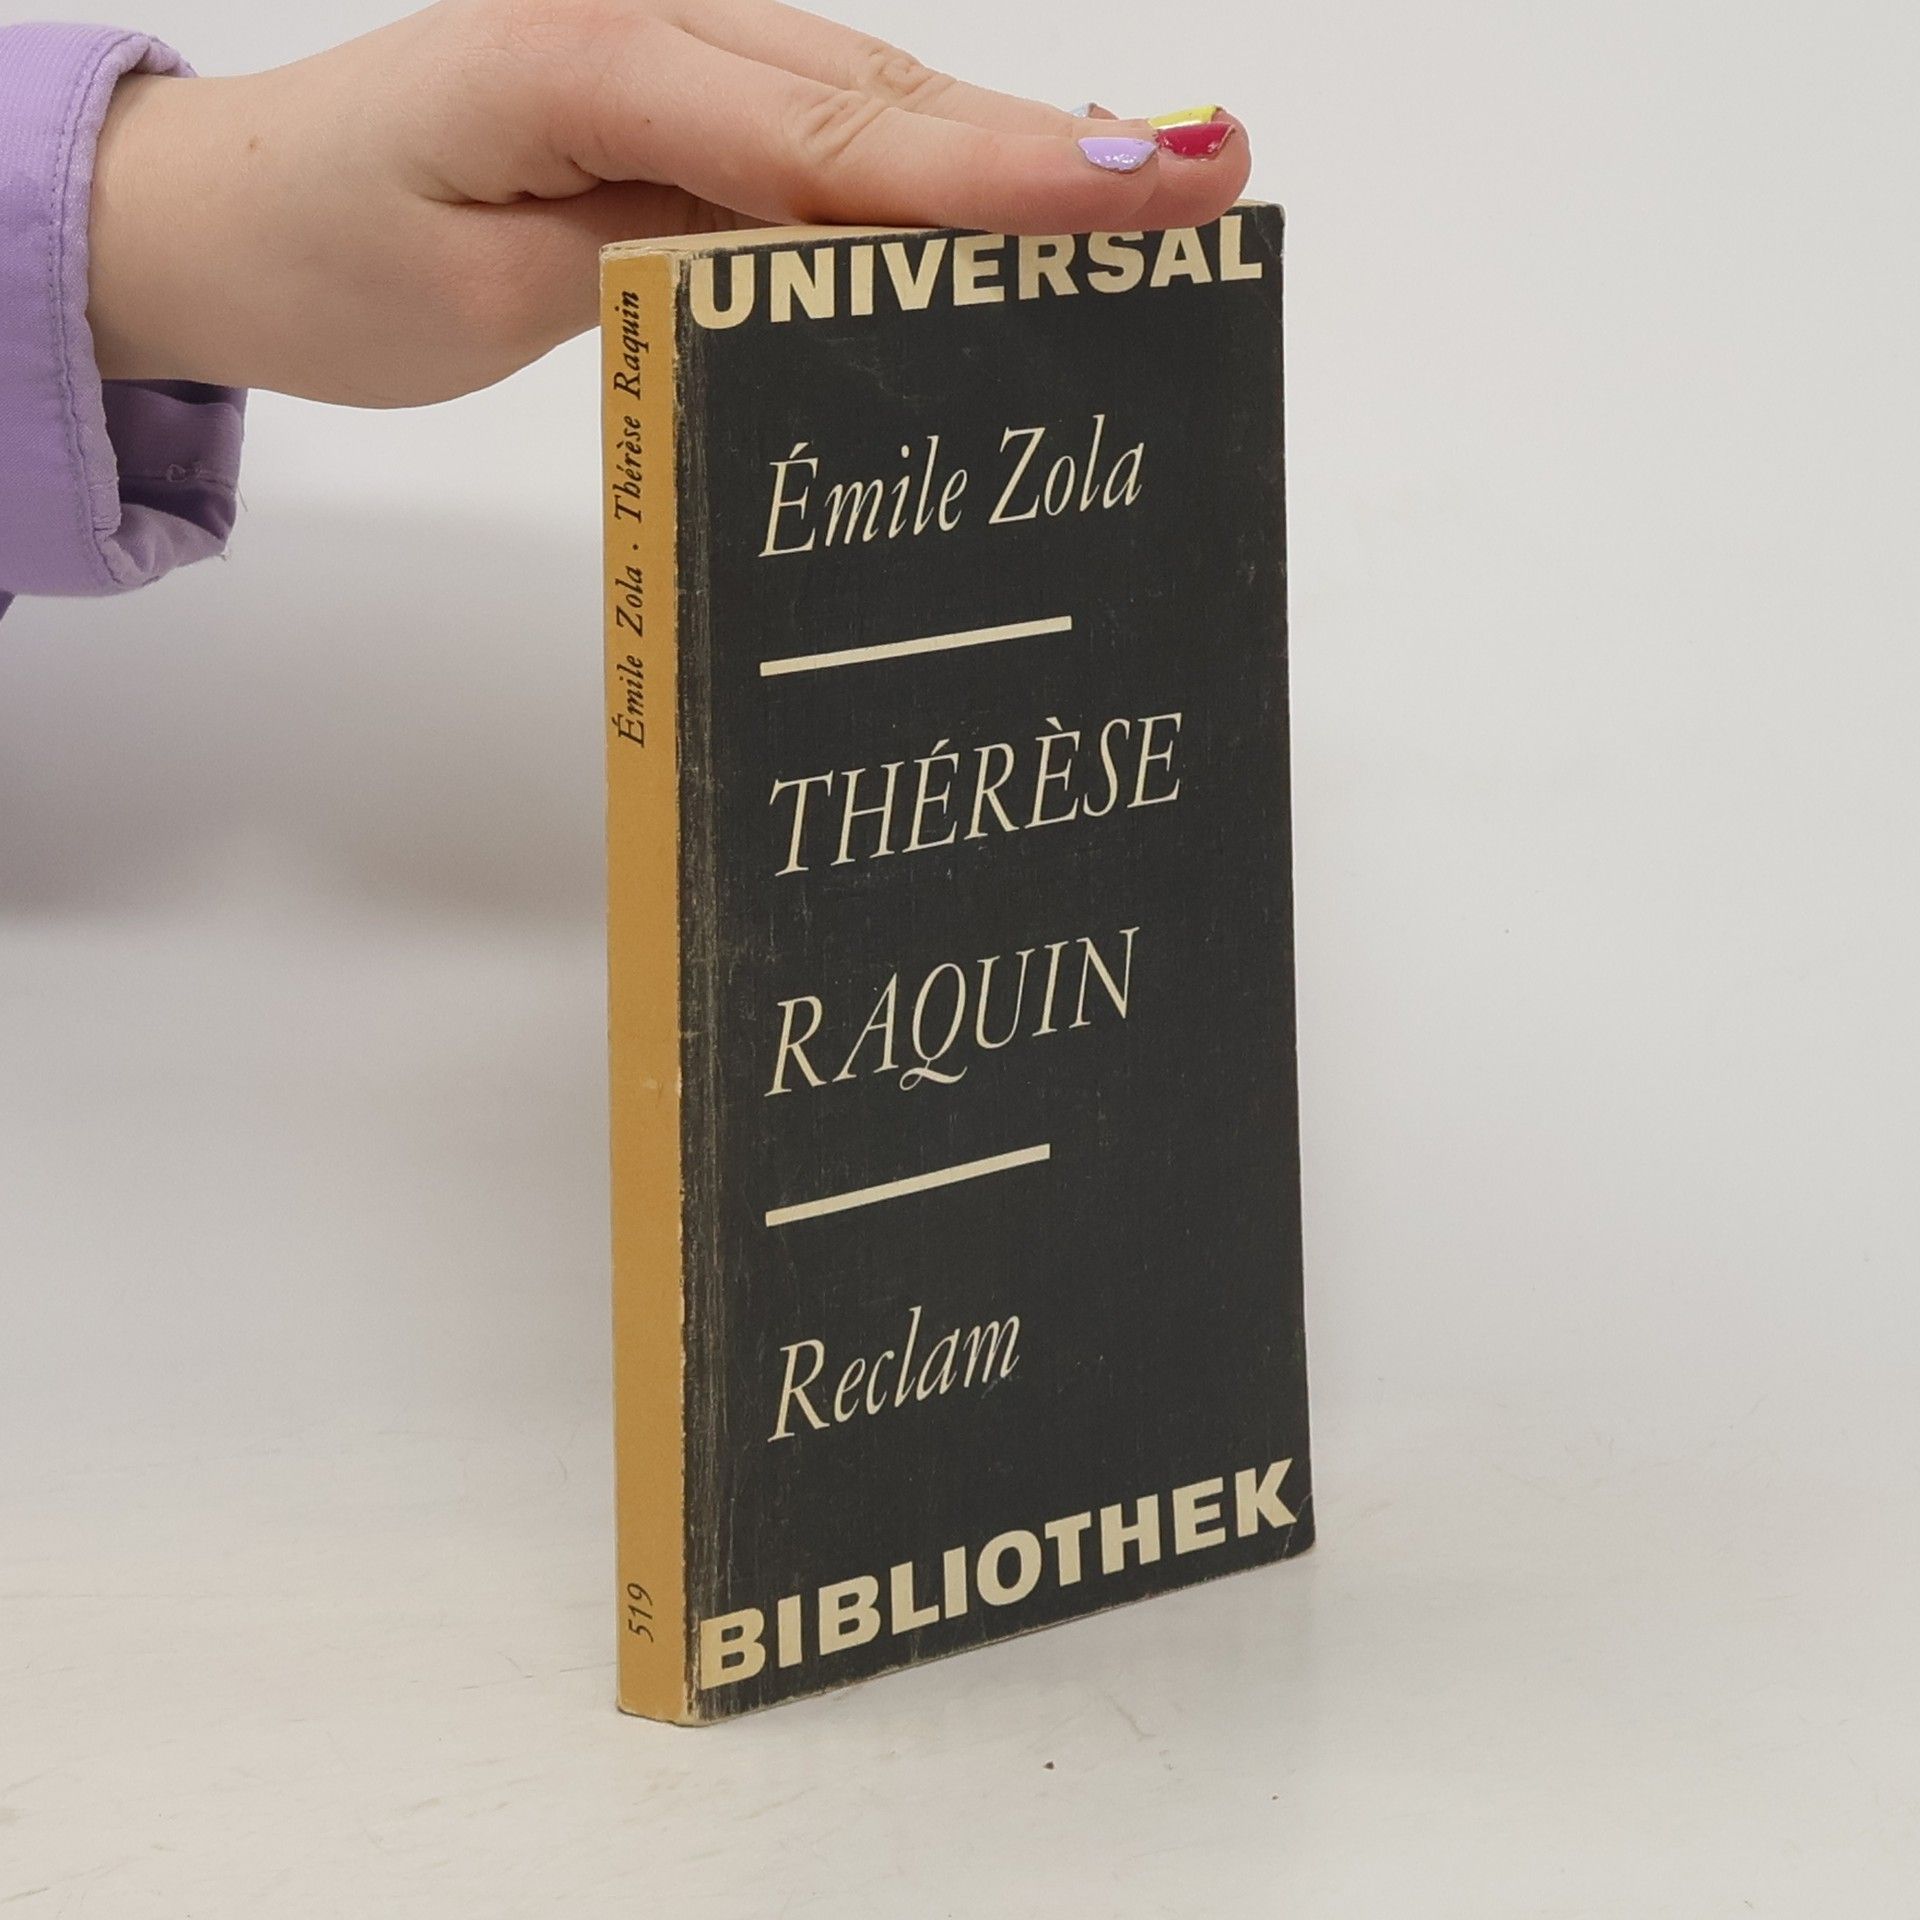 Émile Zola · Thérèse Raquin
519
UNIVERSAL
Émile Zola
THÉRÈSE
RAQUIN
Reclam
BIBLIOTHEK